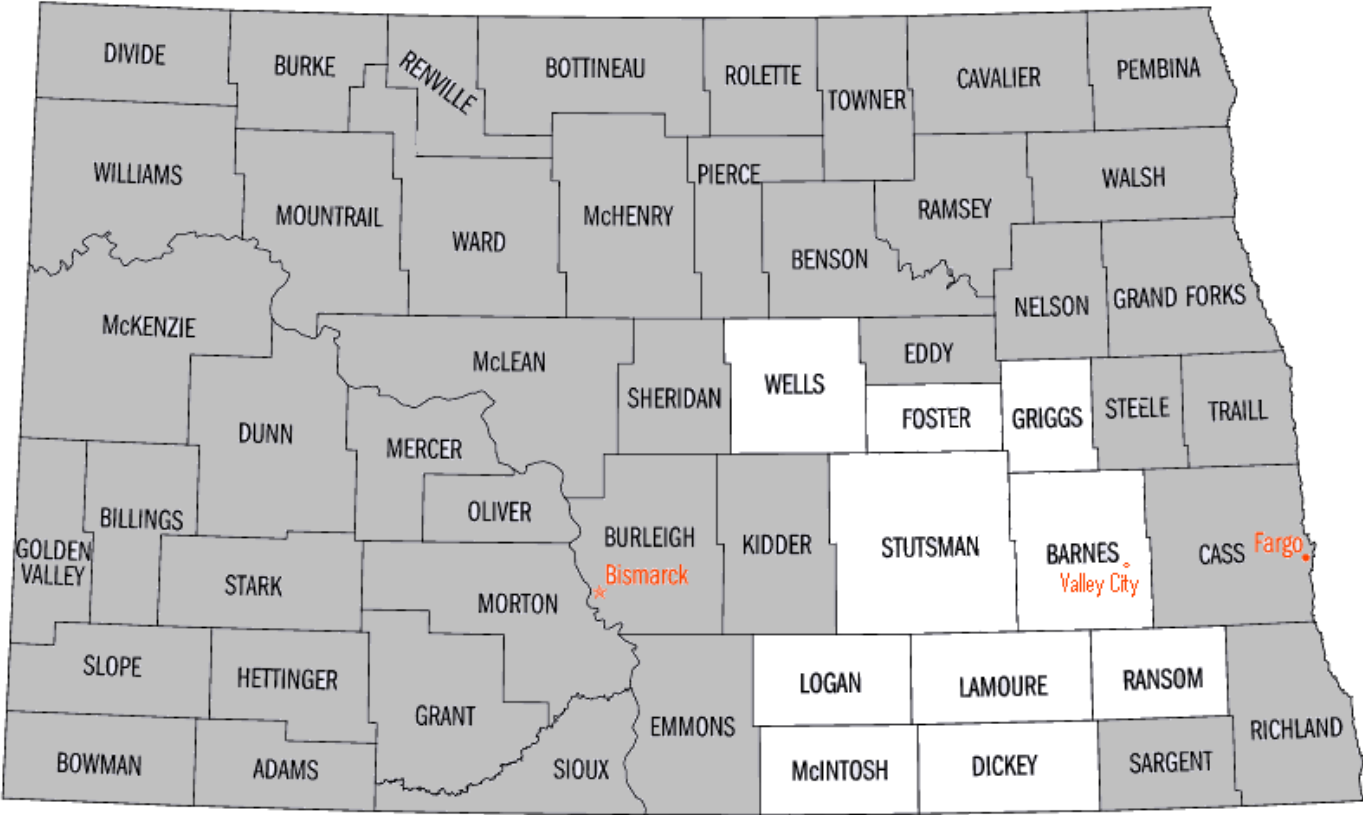 DIVIDE
BURKE
RENVILLE
BOTTINEAU
ROLETTE
TOWNER
CAVALIER
PEMBINA
WILLIAMS
MOUNTRAIL
WARD
McHENRY
PIERCE
BENSON
RAMSEY
WALSH
McKENZIE
NELSON
GRAND FORKS
McLEAN
SHERIDAN
WELLS
EDDY
FOSTER
GRIGGS
STEELE
TRAILL
DUNN
MERCER
OLIVER
BILLINGS
GOLDEN
VALLEY
STARK
MORTON
BURLEIGH
Bismarck
KIDDER
STUTSMAN
BARNES
Valley City
CASS
Fargo
SLOPE
HETTINGER
GRANT
EMMONS
LOGAN
LAMOURE
RANSOM
RICHLAND
BOWMAN
ADAMS
SIOUX
McINTOSH
DICKEY
SARGENT